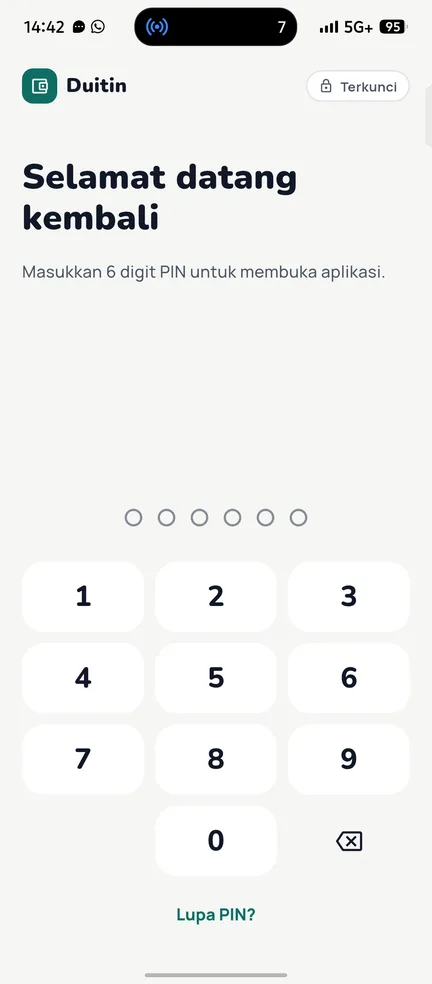 14:42 7 5G+ 95
Duitin Terkunci
Selamat datang
kembali
Masukkan 6 digit PIN untuk membuka aplikasi.
1 2 3
4 5 6
7 8 9
0
Lupa PIN?